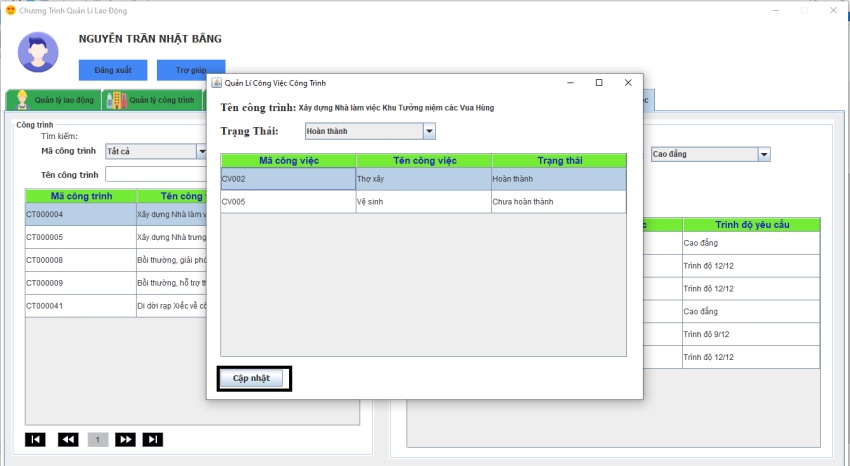 Chương Trình Quản Lí Lao Động
NGUYỄN TRẦN NHẬT BĂNG
Đăng xuất
Trợ giúp
Quản lý lao động
Quản lý công trình
Công trình
Tìm kiếm:
Mã công trình
Tất cả
Tên công trình
Mã công trình
Tên công
CT000004
Xây dựng Nhà làm v
CT000005
Xây dựng Nhà trưng
CT000008
Bồi thường, giải phó
CT000009
Bồi thường, hỗ trợ th
CT000041
Di dời rạp Xiếc về cô
1
Quản Lí Công Việc Công Trình
Tên công trình: Xây dựng Nhà làm việc Khu Tưởng niệm các Vua Hùng
Trạng Thái:
Hoàn thành
Mã công việc
Tên công việc
Trạng thái
CV002
Thợ xây
Hoàn thành
CV005
Vệ sinh
Chưa hoàn thành
Cập nhật
Cao đẳng
Trình độ yêu cầu
Cao đẳng
Trình độ 12/12
Trình độ 12/12
Cao đẳng
Trình độ 9/12
Trình độ 12/12